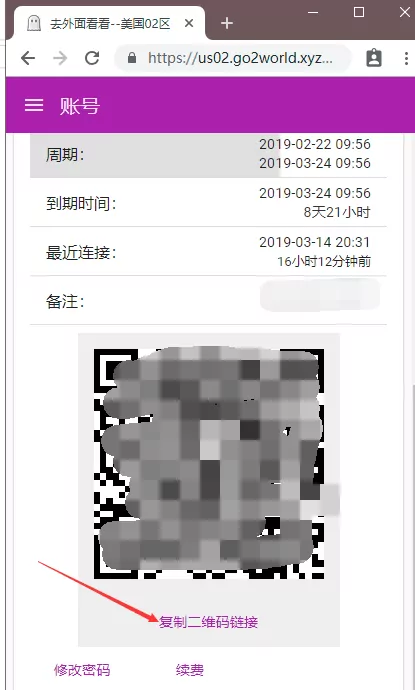 去外面看看--美国02区
https://us02.go2world.xyz...
账号
周期：
2019-02-22 09:56
2019-03-24 09:56
到期时间：
2019-03-24 09:56
8天21小时
最近连接：
2019-03-14 20:31
16小时12分钟前
备注：
复制二维码链接
修改密码
续费